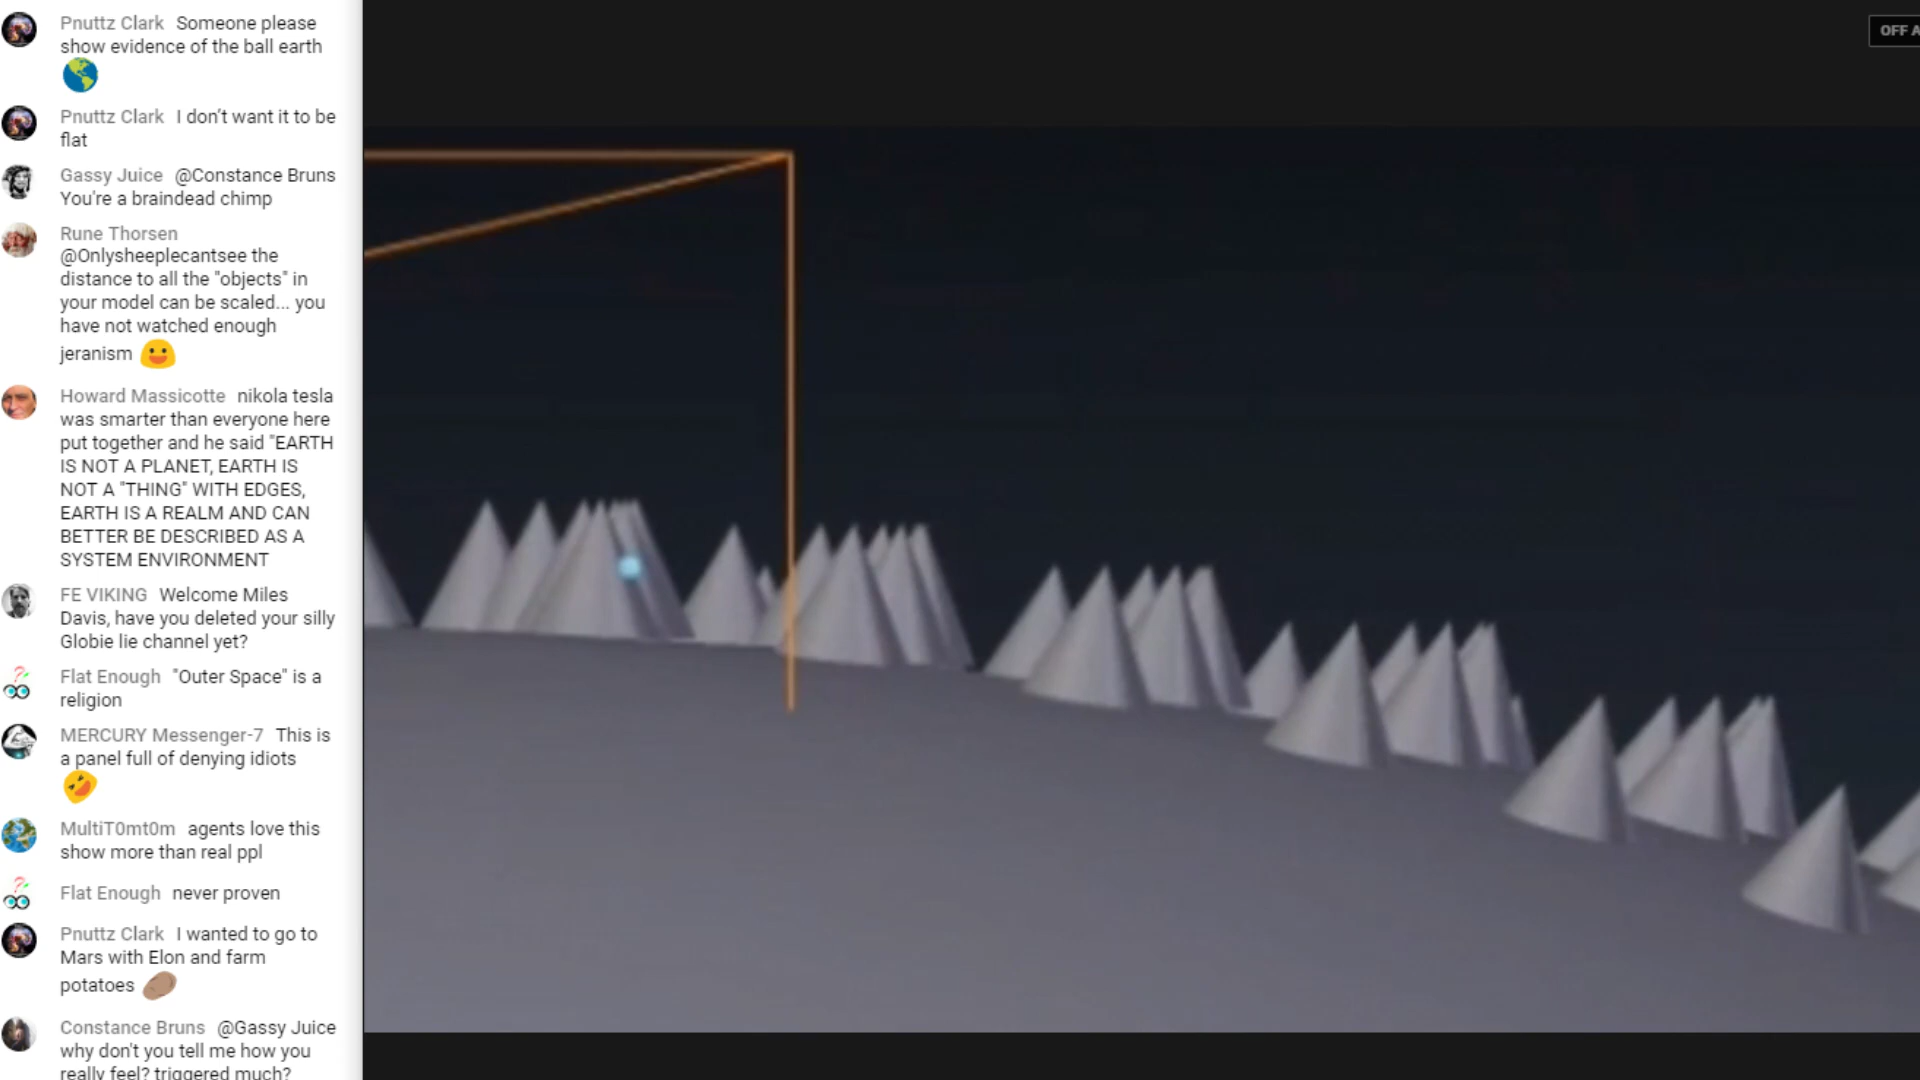 Pnuttz Clark Someone please
show evidence of the ball earth
Pnuttz Clark I don't want it to be
flat
Gassy Juice @Constance Bruns
You're a braindead chimp
Rune Thorsen
@Onlysheeplecantsee the
distance to all the "objects" in
your model can be scaled... you
have not watched enough
jeranism
Howard Massicotte nikola tesla
was smarter than everyone here
put together and he said "EARTH
IS NOT A PLANET, EARTH IS
NOT A "THING" WITH EDGES,
EARTH IS A REALM AND CAN
BETTER BE DESCRIBED AS A
SYSTEM ENVIRONMENT
FE VIKING Welcome Miles
Davis, have you deleted your silly
Globie lie channel yet?
Flat Enough "Outer Space" is a
religion
MERCURY Messenger-7 This is
a panel full of denying idiots
MultiT0mt0m agents love this
show more than real ppl
Flat Enough never proven
Pnuttz Clark I wanted to go to
Mars with Elon and farm
potatoes
Constance Bruns @Gassy Juice
why don't you tell me how you
really feel? triggered much?
OFF A